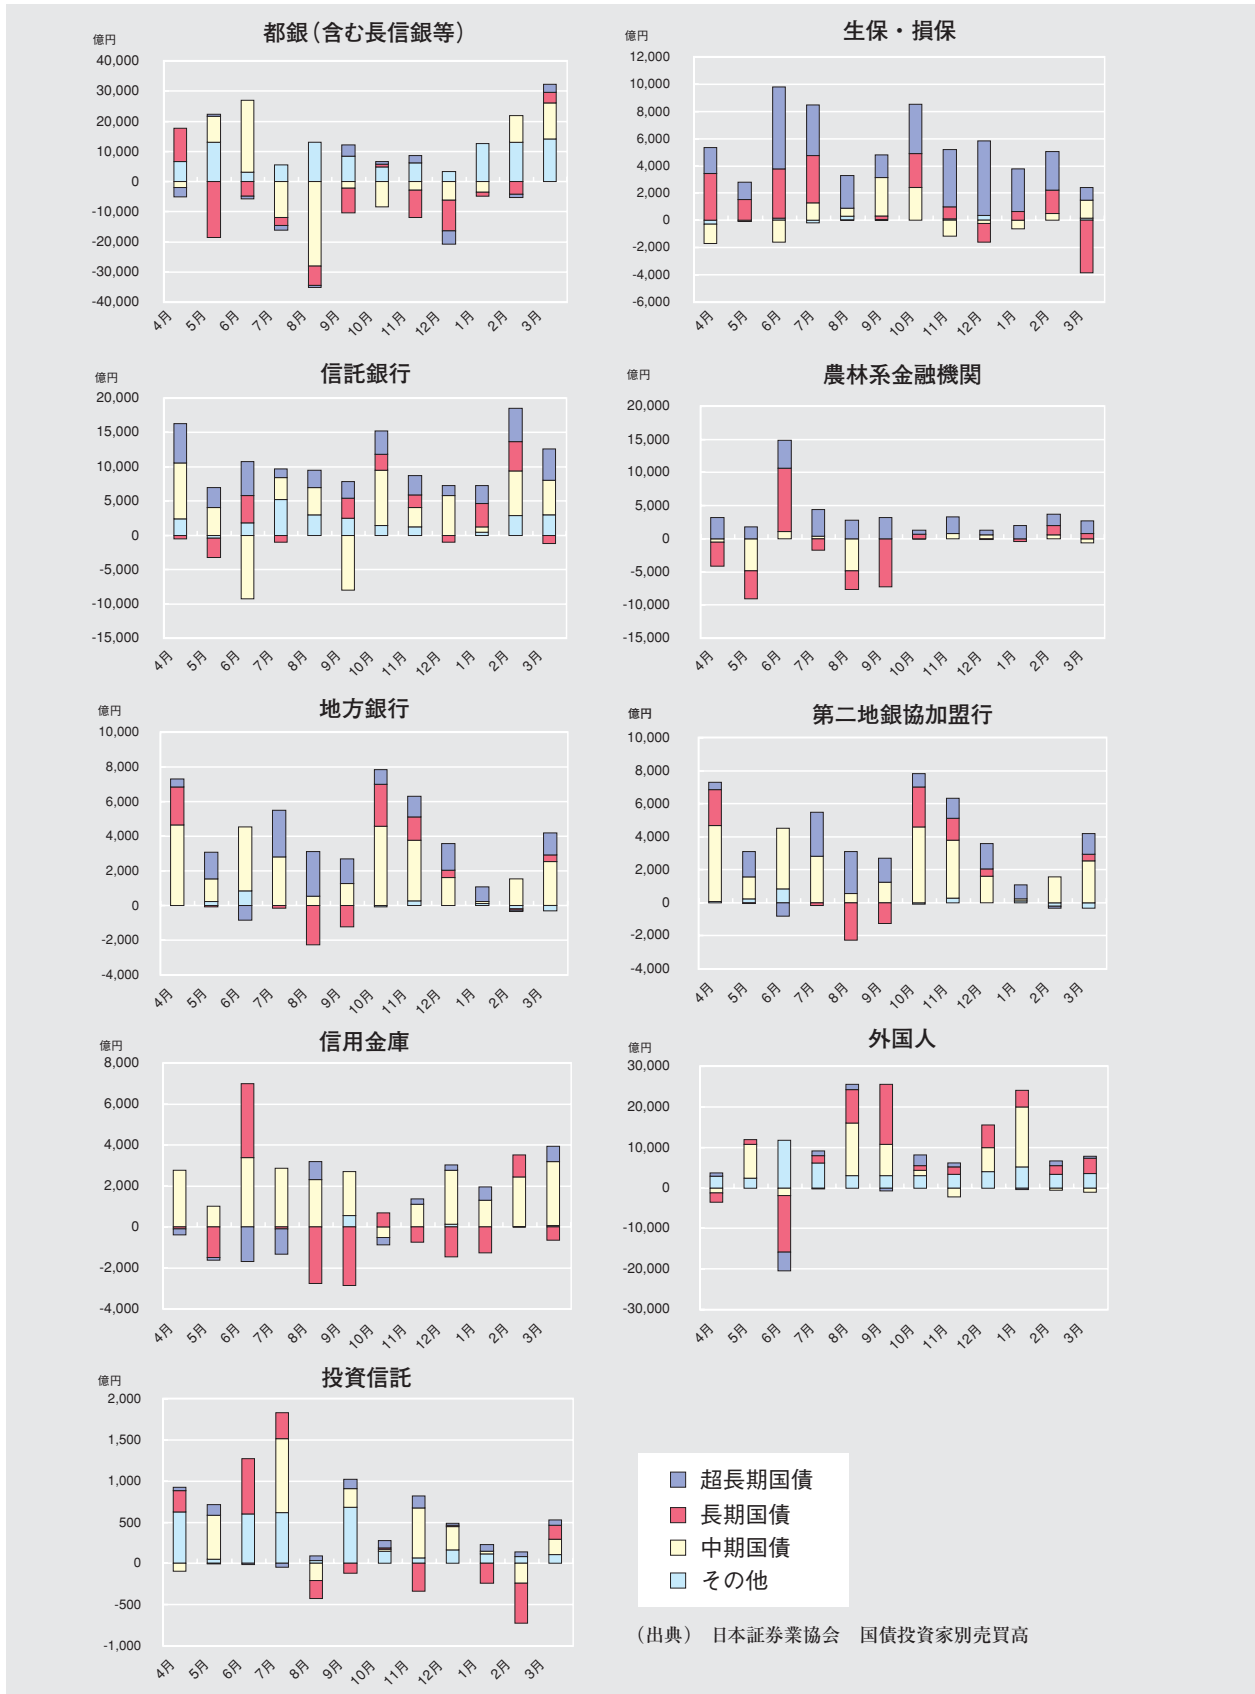 都銀（含む長信銀等）
億円
40,000
30,000
20,000
10,000
0
-10,000
-20,000
-30,000
-40,000
4月 5月 6月 7月 8月 9月 10月 11月 12月 1月 2月 3月
生保・損保
億円
12,000
10,000
8,000
6,000
4,000
2,000
0
-2,000
-4,000
-6,000
4月 5月 6月 7月 8月 9月 10月 11月 12月 1月 2月 3月
信託銀行
億円
20,000
15,000
10,000
5,000
0
-5,000
-10,000
-15,000
4月 5月 6月 7月 8月 9月 10月 11月 12月 1月 2月 3月
農林系金融機関
億円
20,000
15,000
10,000
5,000
0
-5,000
-10,000
-15,000
4月 5月 6月 7月 8月 9月 10月 11月 12月 1月 2月 3月
地方銀行
億円
10,000
8,000
6,000
4,000
2,000
0
-2,000
-4,000
4月 5月 6月 7月 8月 9月 10月 11月 12月 1月 2月 3月
第二地銀協加盟行
億円
10,000
8,000
6,000
4,000
2,000
0
-2,000
-4,000
4月 5月 6月 7月 8月 9月 10月 11月 12月 1月 2月 3月
信用金庫
億円
8,000
6,000
4,000
2,000
0
-2,000
-4,000
4月 5月 6月 7月 8月 9月 10月 11月 12月 1月 2月 3月
外国人
億円
30,000
20,000
10,000
0
-10,000
-20,000
-30,000
4月 5月 6月 7月 8月 9月 10月 11月 12月 1月 2月 3月
投資信託
億円
2,000
1,500
1,000
500
0
-500
-1,000
4月 5月 6月 7月 8月 9月 10月 11月 12月 1月 2月 3月
超長期国債
長期国債
中期国債
その他
（出典） 日本証券業協会 国債投資家別売買高